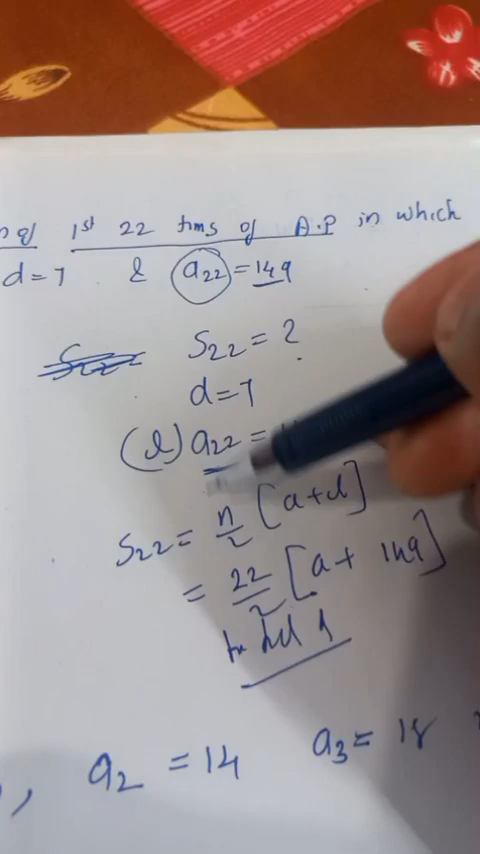 1st 22 tms of A.P in which
d=7 & a22 = 149
S22 = ?
d=7
(l) a22 =
S22 = n/2 [a+l]
= 22/2 [a+ 149]
, a2 = 14 a3 = 18